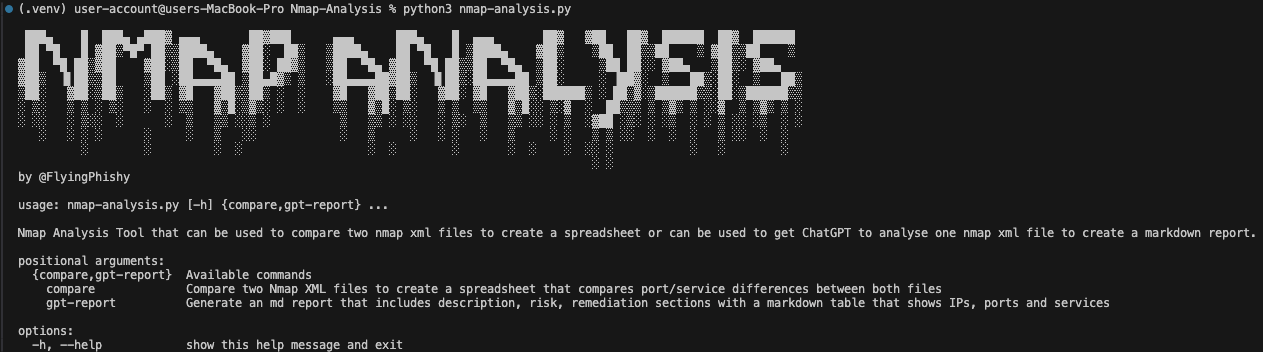 (.venv) user-account@users-MacBook-Pro Nmap-Analysis % python3 nmap-analysis.py
NMAP ANALYSIS
by @FlyingPhishy
usage: nmap-analysis.py [-h] {compare,gpt-report} ...
Nmap Analysis Tool that can be used to compare two nmap xml files to create a spreadsheet or can be used to get ChatGPT to analyse one nmap xml file to create a markdown report.
positional arguments:
{compare,gpt-report}  Available commands
compare             Compare two Nmap XML files to create a spreadsheet that compares port/service differences between both files
gpt-report          Generate an md report that includes description, risk, remediation sections with a markdown table that shows IPs, ports and services
options:
-h, --help            show this help message and exit